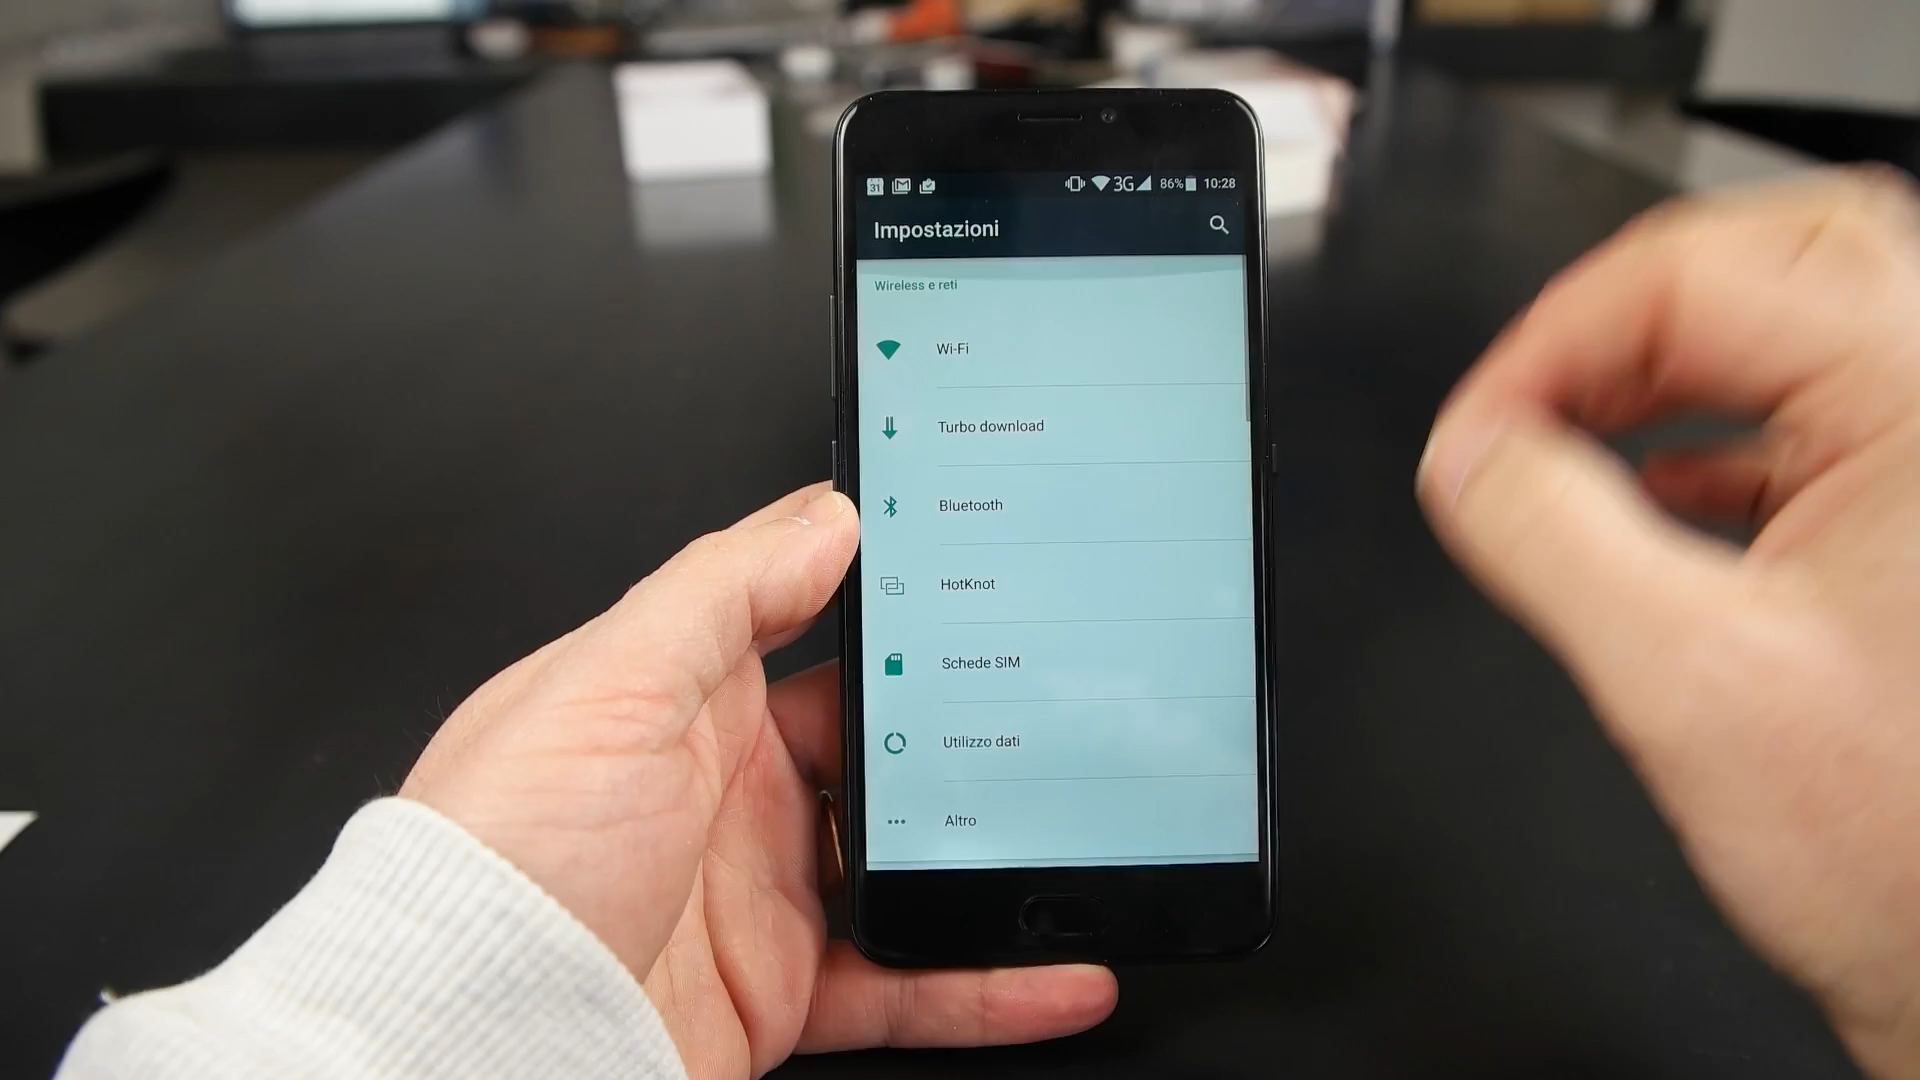 31 3G 86% 10:28
Impostazioni
Wireless e reti
Wi-Fi
Turbo download
Bluetooth
HotKnot
Schede SIM
Utilizzo dati
Altro